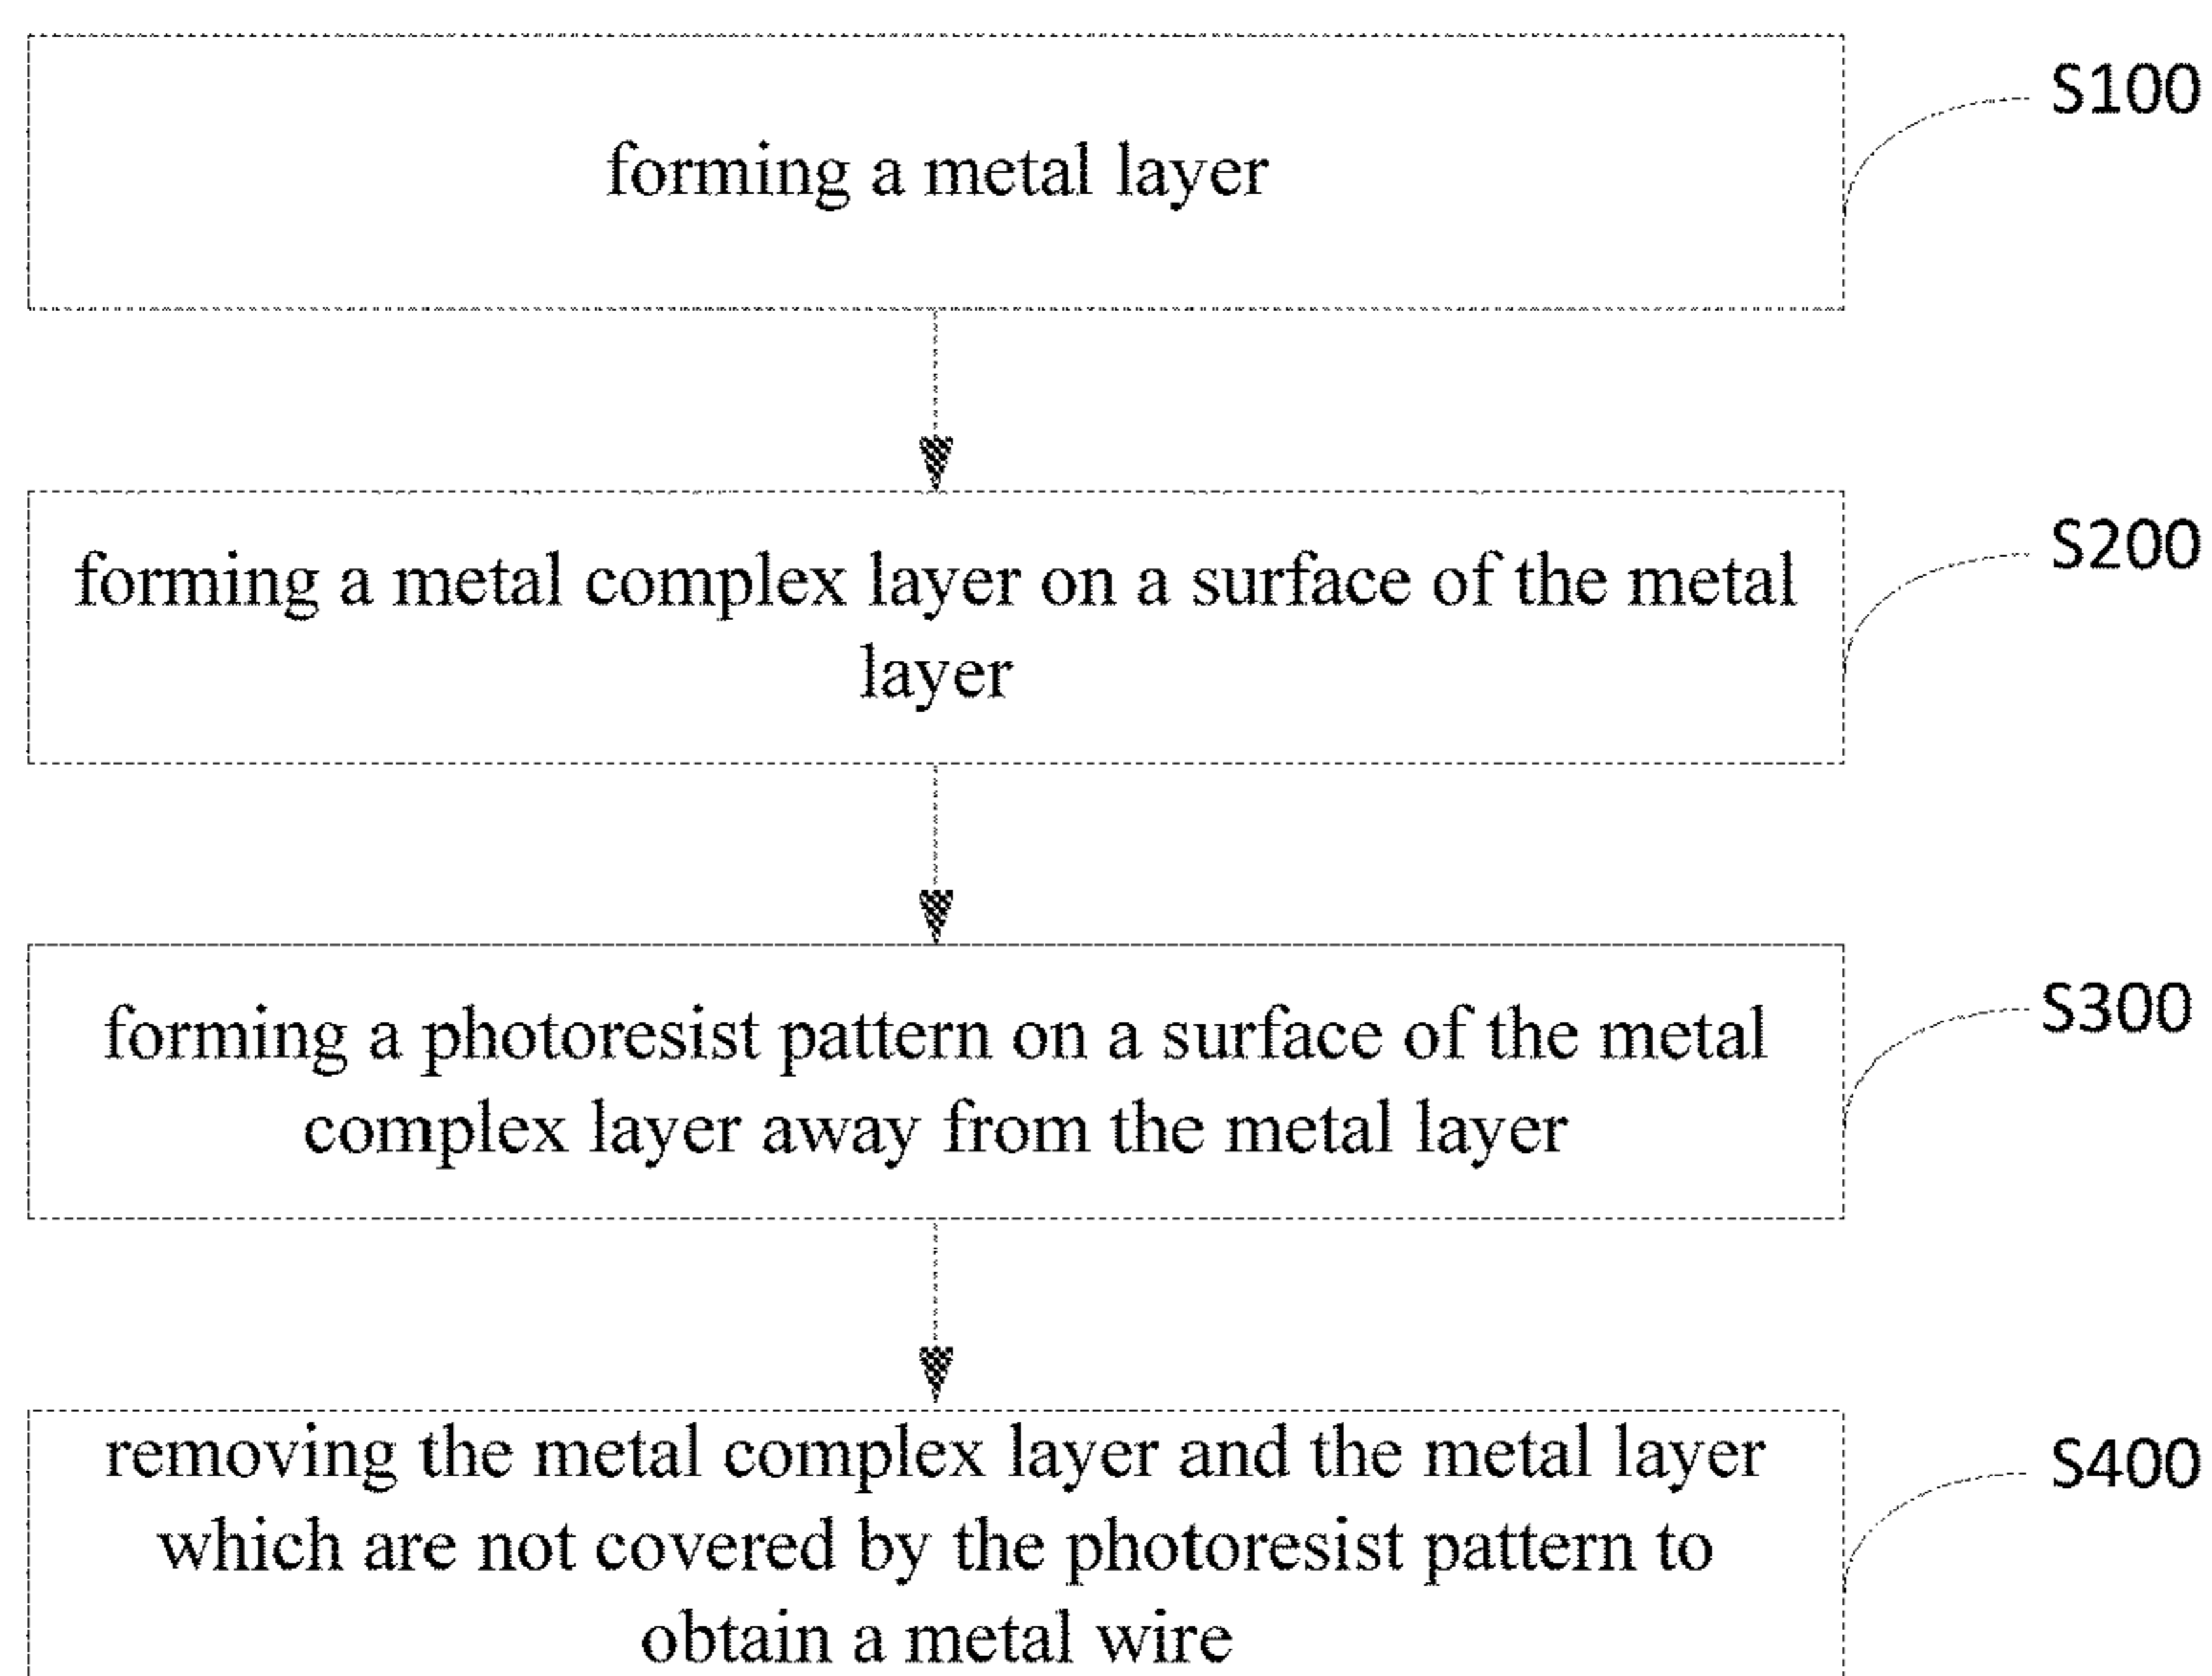 S100
forming a metal layer
S200
forming a metal complex layer on a surface of the metal
layer
S300
forming a photoresist pattern on a surface of the metal
complex layer away from the metal layer
S400
removing the metal complex layer and the metal layer
which are not covered by the photoresist pattern to
obtain a metal wire